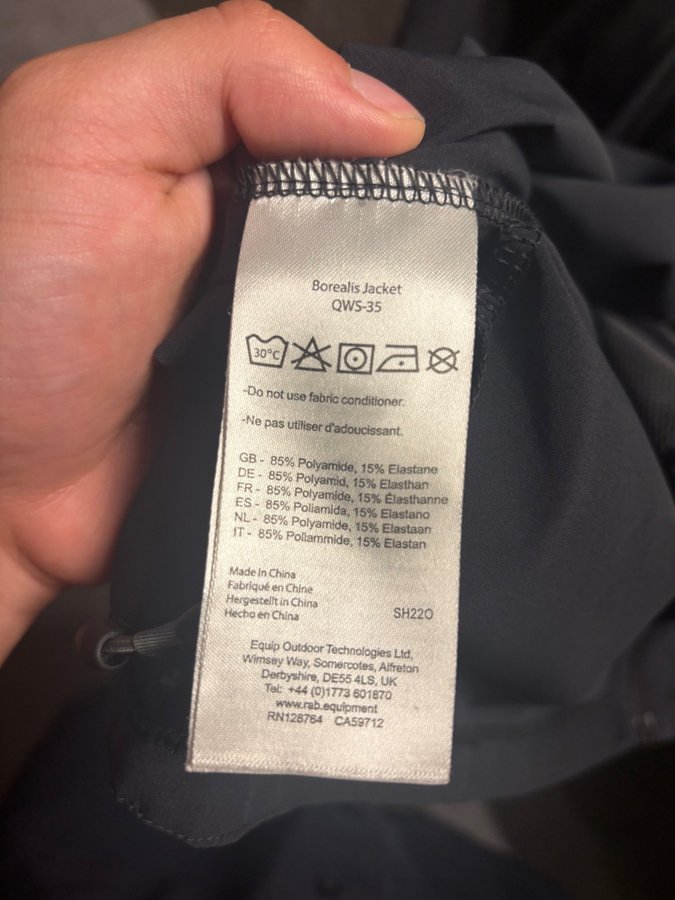 Borealis Jacket
QWS-35
30°C
-Do not use fabric conditioner.
-Ne pas utiliser d'adoucissant.
GB - 85% Polyamide, 15% Elastane
DE - 85% Polyamid, 15% Elasthan
FR - 85% Polyamide, 15% Élasthanne
ES - 85% Poliamida, 15% Elastano
NL - 85% Polyamide, 15% Elastaan
IT - 85% Poliammide, 15% Elastan
Made in China
Fabriqué en Chine
Hergestellt in China
Hecho en China SH22O
Equip Outdoor Technologies Ltd,
Wimsey Way, Somercotes, Alfreton
Derbyshire, DE55 4LS, UK
Tel: +44 (0)1773 601870
www.rab.equipment
RN128764 CA59712